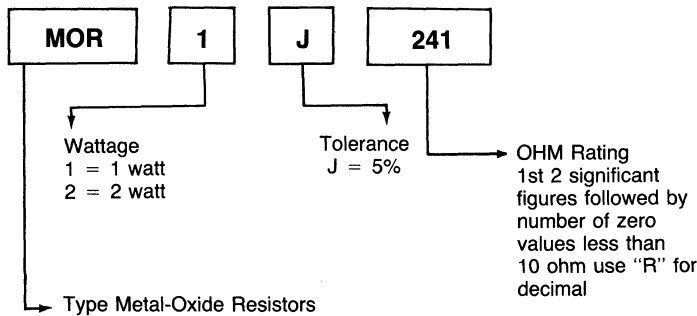 MOR 1 J 241
Wattage
1 = 1 watt
2 = 2 watt
Tolerance
J = 5%
OHM Rating
1st 2 significant
figures followed by
number of zero
values less than
10 ohm use “R” for
decimal
Type Metal-Oxide Resistors